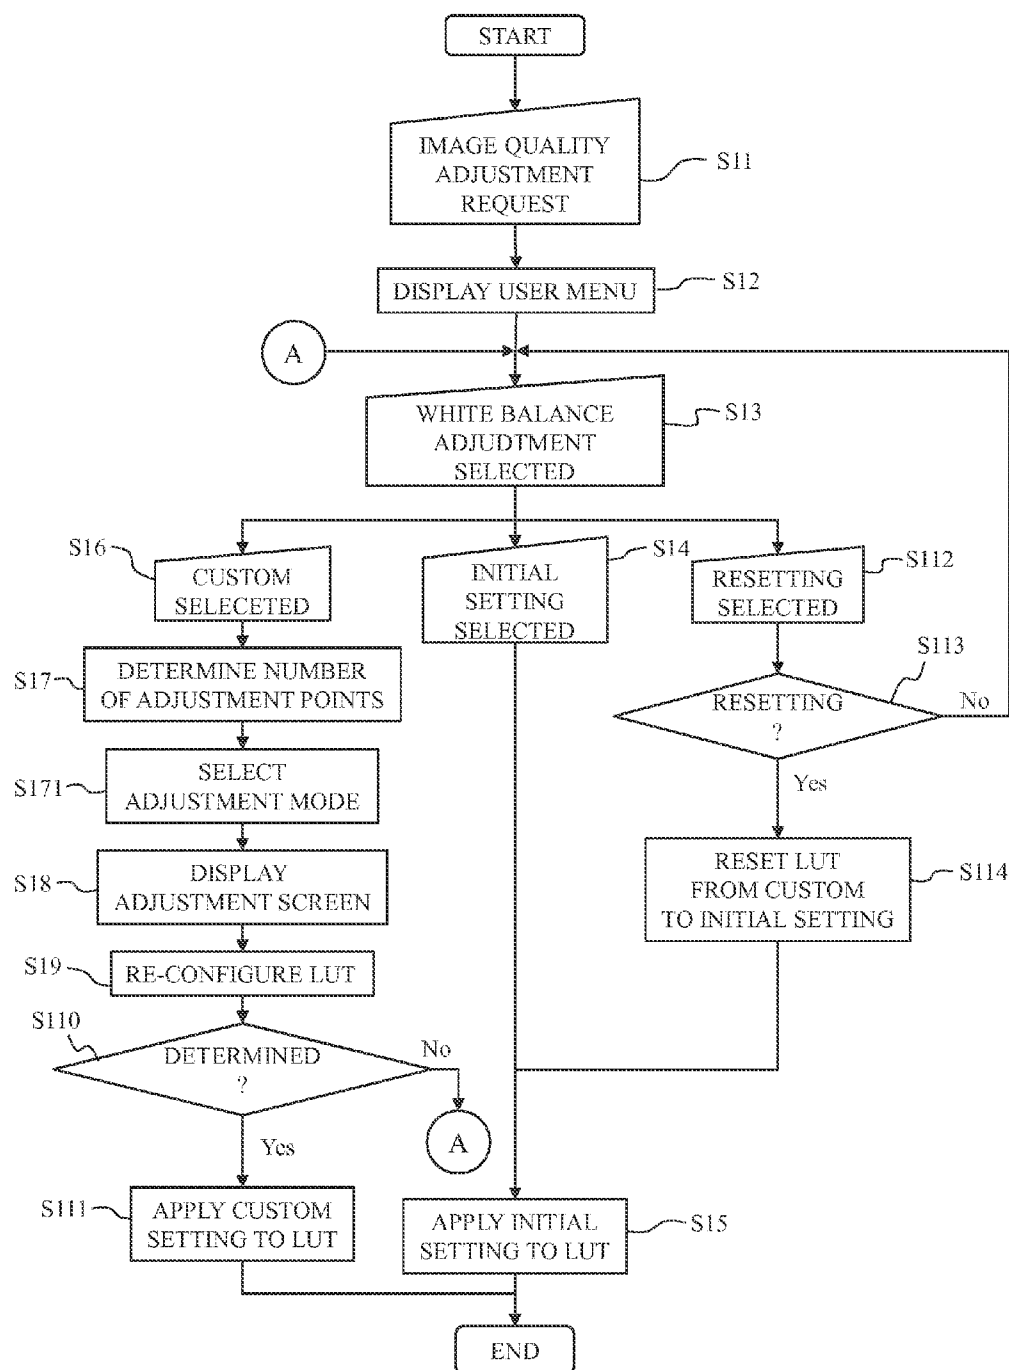 START
IMAGE QUALITY
ADJUSTMENT
REQUEST
S11
DISPLAY USER MENU
S12
A
WHITE BALANCE
ADJUDTMENT
SELECTED
S13
S16
CUSTOM
SELECETED
INITIAL
SETTING
SELECTED
S14
RESETTING
SELECTED
S112
S17
DETERMINE NUMBER
OF ADJUSTMENT POINTS
RESETTING
?
S113
No
Yes
S171
SELECT
ADJUSTMENT MODE
S18
DISPLAY
ADJUSTMENT SCREEN
RESET LUT
FROM CUSTOM
TO INITIAL SETTING
S114
S19
RE-CONFIGURE LUT
S110
DETERMINED
?
No
A
Yes
S111
APPLY CUSTOM
SETTING TO LUT
APPLY INITIAL
SETTING TO LUT
S15
END